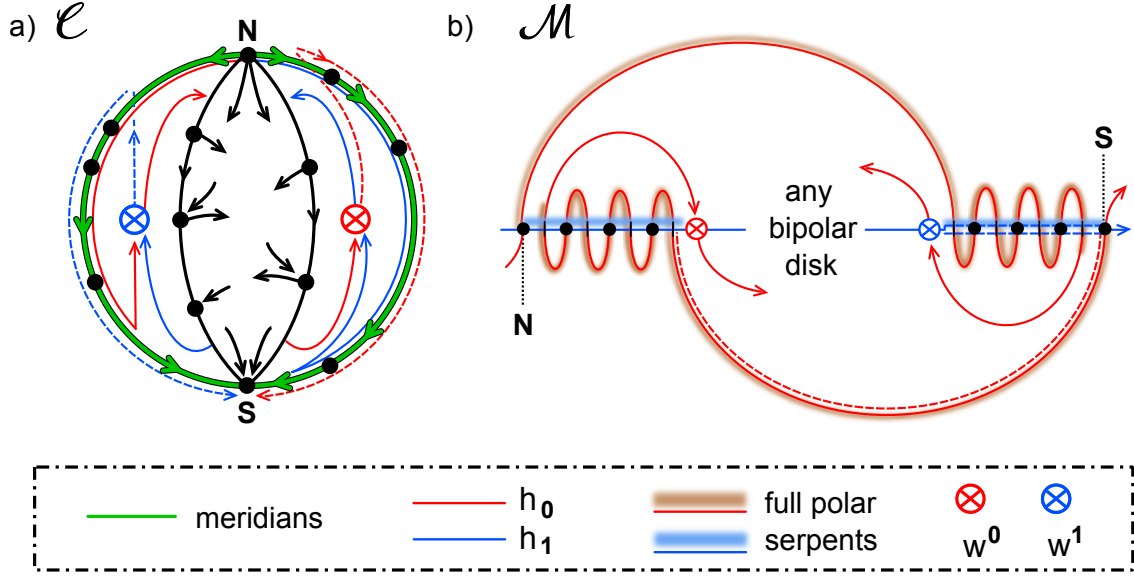 a) 𝒞
N
S
b) ℳ
any
bipolar
disk
S
N
meridians
h₀
h₁
full polar
serpents
w⁰
w¹